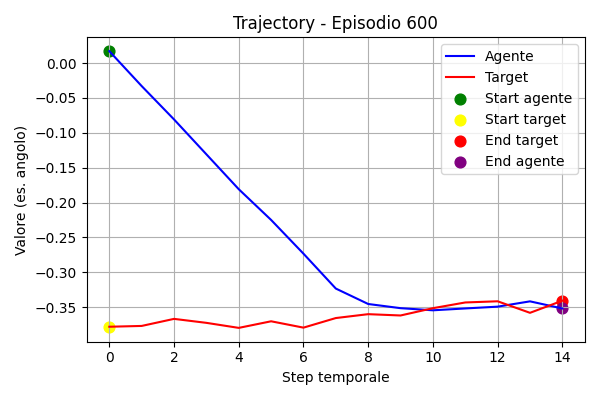 Trajectory - Episodio 600
Agente
Target
Start agente
Start target
End target
End agente
Valore (es. angolo)
0.00
−0.05
−0.10
−0.15
−0.20
−0.25
−0.30
−0.35
0 2 4 6 8 10 12 14
Step temporale